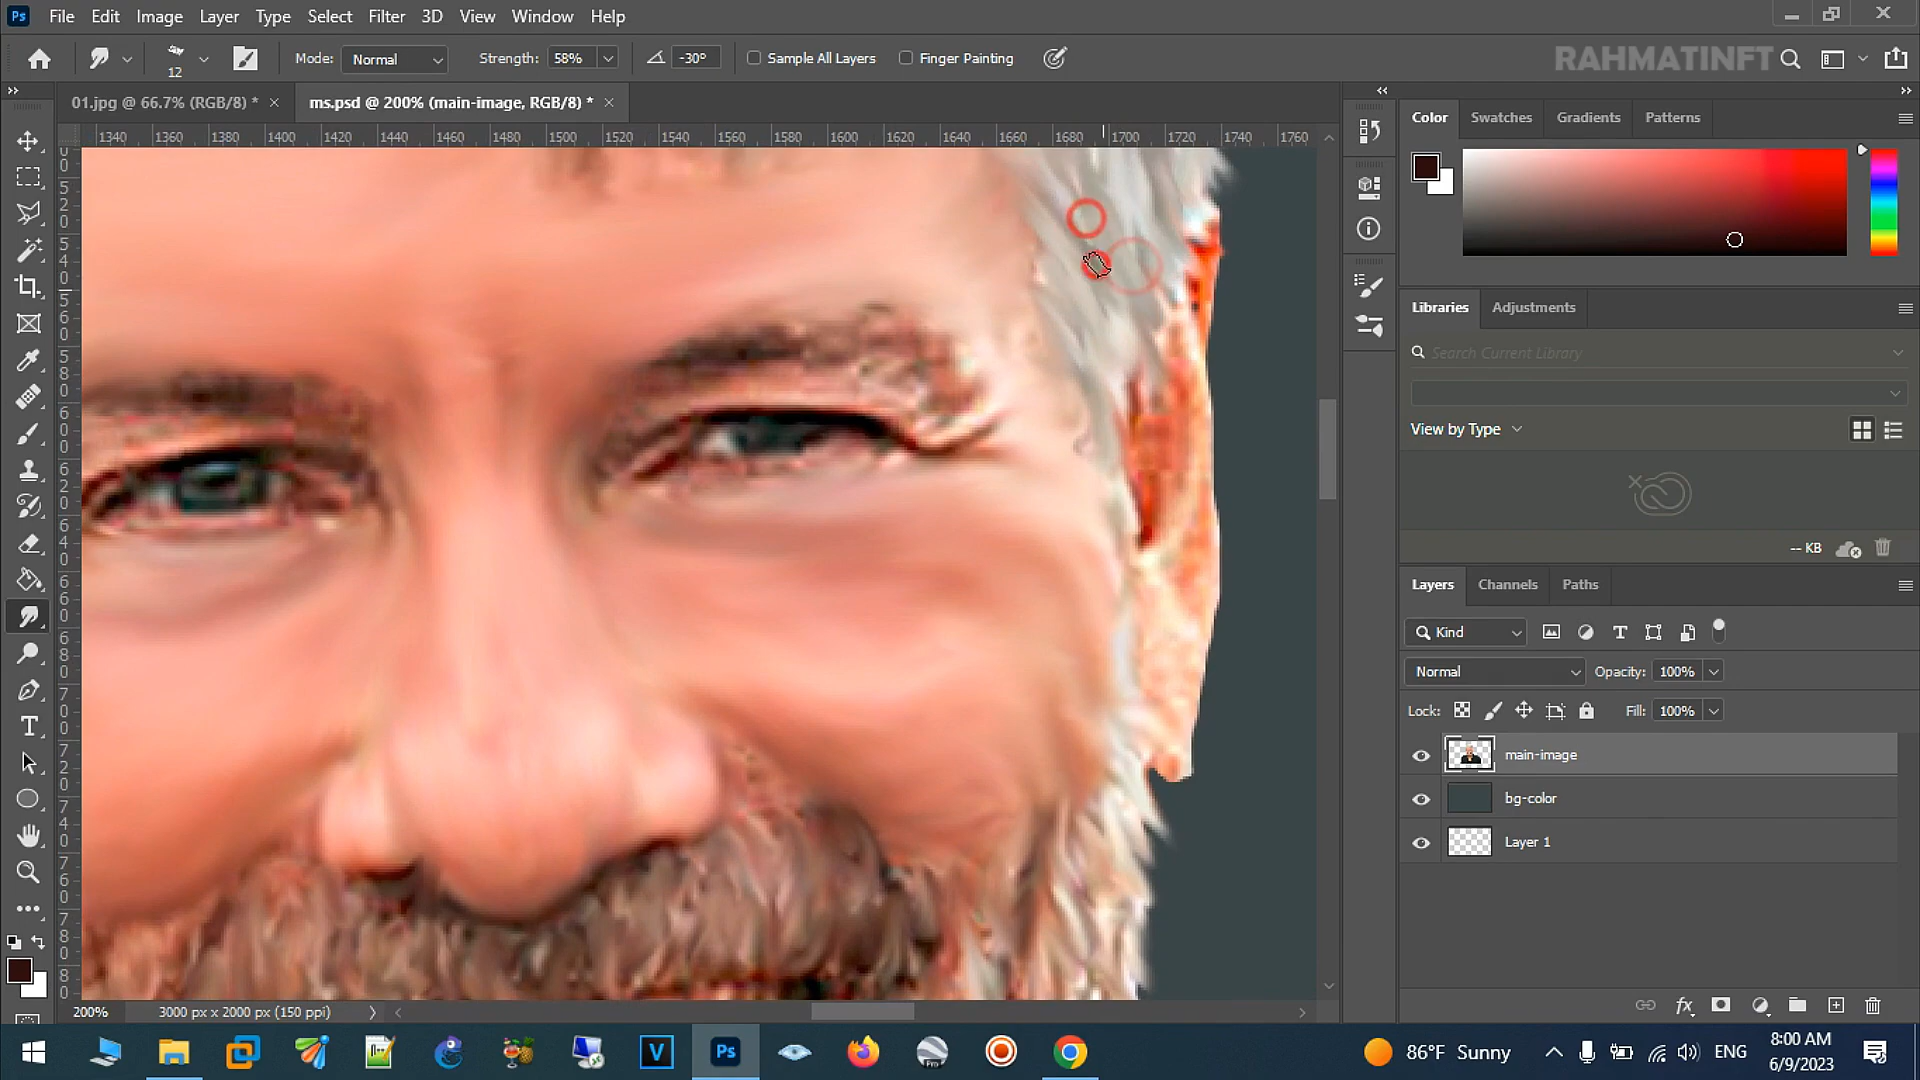 Ps File Edit Image Layer Type Select Filter 3D View Window Help
12 Mode: Normal Strength: 58% -30° Sample All Layers Finger Painting RAHMATINFT
01.jpg @ 66.7% (RGB/8) * × ms.psd @ 200% (main-image, RGB/8) * ×
1340 1360 1380 1400 1420 1440 1460 1480 1500 1520 1540 1560 1580 1600 1620 1640 1660 1680 1700 1720 1740 1760
Color Swatches Gradients Patterns
Libraries Adjustments
Search Current Library
View by Type
-- KB
Layers Channels Paths
Kind
Normal Opacity: 100%
Lock: Fill: 100%
main-image
bg-color
Layer 1
200% 3000 px x 2000 px (150 ppi)
V Ps Pro 86°F Sunny ENG 8:00 AM
6/9/2023